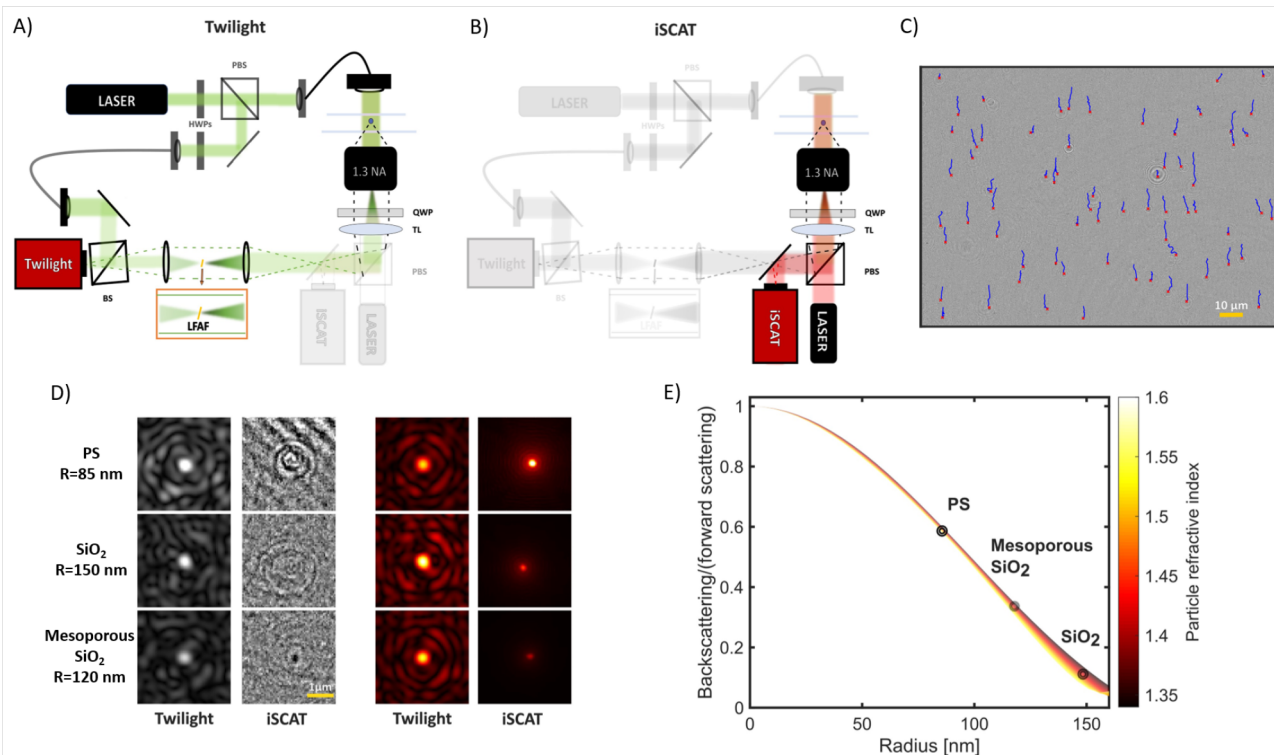 A)
Twilight
PBS
LASER
HWPs
1.3 NA
QWP
TL
Twilight
BS
PBS
LFAF
iSCAT
LASER
B)
iSCAT
PBS
LASER
HWPs
1.3 NA
QWP
TL
Twilight
BS
PBS
LFAF
iSCAT
LASER
C)
10 µm
D)
PS
R=85 nm
SiO₂
R=150 nm
Mesoporous
SiO₂
R=120 nm
1µm
Twilight
iSCAT
Twilight
iSCAT
E)
Backscattering/(forward scattering)
1
0.8
0.6
0.4
0.2
0
PS
Mesoporous
SiO₂
SiO₂
0
50
100
150
Radius [nm]
1.6
1.55
1.5
1.45
1.4
1.35
Particle refractive index